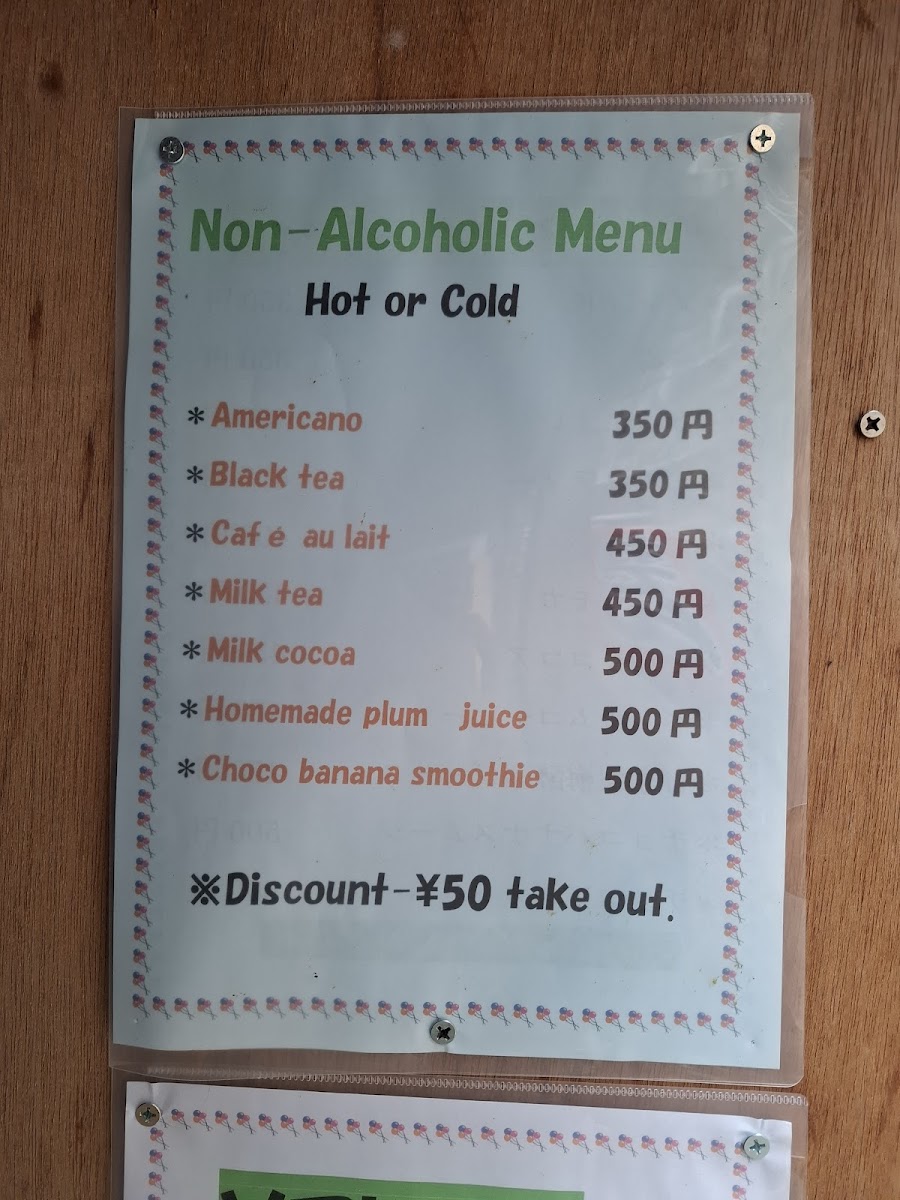 Non-Alcoholic Menu
Hot or Cold
*Americano 350円
*Black tea 350円
*Café au lait 450円
*Milk tea 450円
*Milk cocoa 500円
*Homemade plum juice 500円
*Choco banana smoothie 500円
※Discount-¥50 take out.